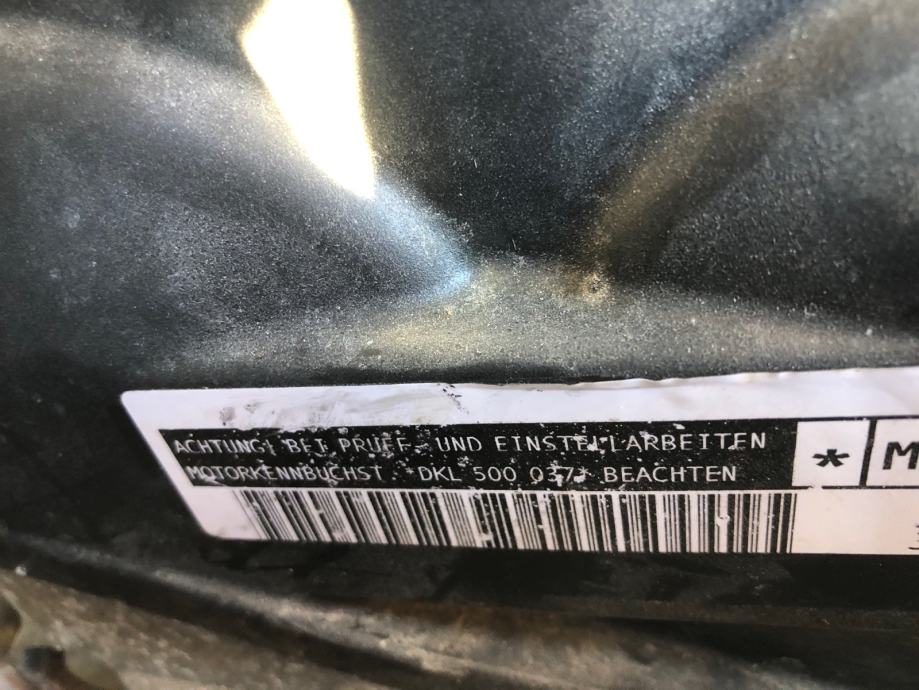 ACHTUNG! BEI PRUEF- UND EINSTELLARBEITEN
MOTORKENNBUCHST *DKL 500 037* BEACHTEN
* M